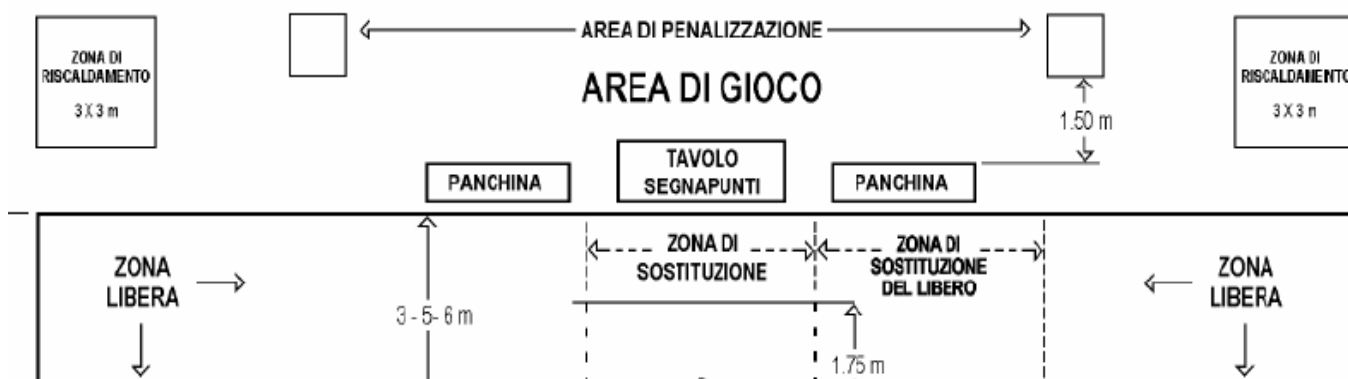 AREA DI PENALIZZAZIONE
ZONA DI
RISCALDAMENTO
3 X 3 m
ZONA DI
RISCALDAMENTO
3 X 3 m
AREA DI GIOCO
1.50 m
TAVOLO
SEGNAPUNTI
PANCHINA
PANCHINA
ZONA DI
SOSTITUZIONE
ZONA DI
SOSTITUZIONE
DEL LIBERO
ZONA
LIBERA
ZONA
LIBERA
3 - 5- 6 m
1.75 m